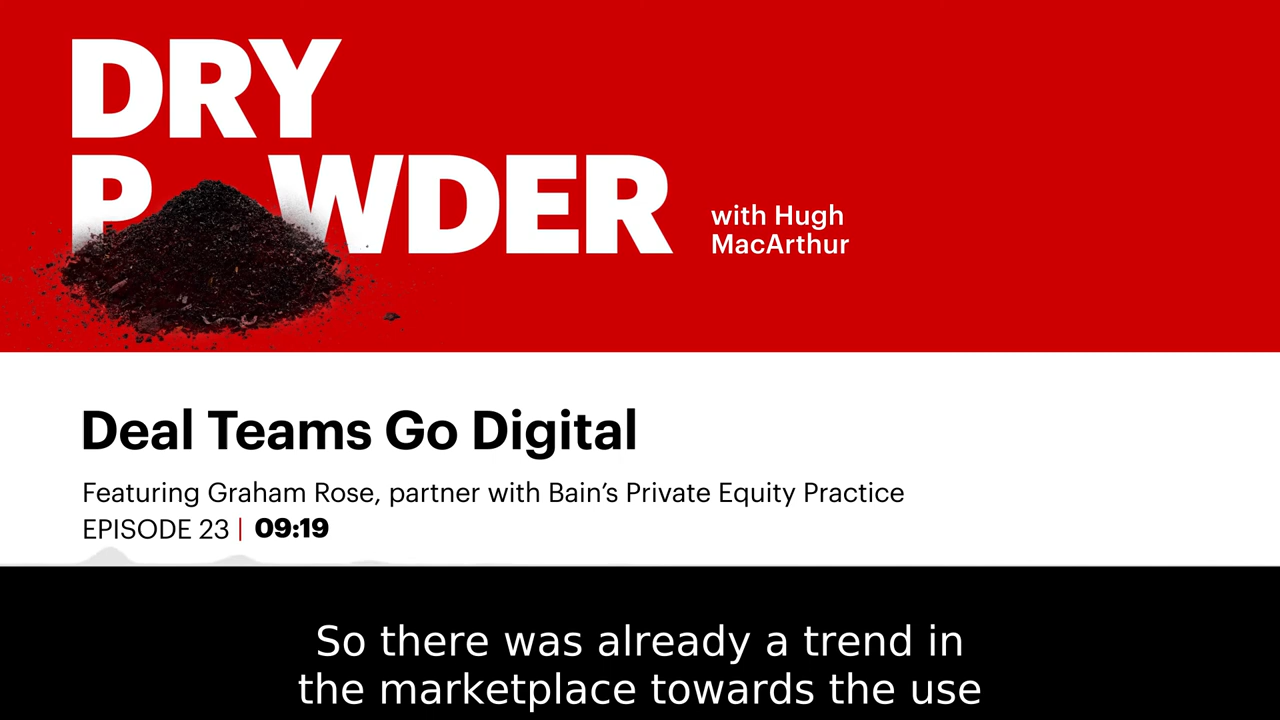 DRY
POWDER
with Hugh
MacArthur
Deal Teams Go Digital
Featuring Graham Rose, partner with Bain's Private Equity Practice
EPISODE 23 | 09:19
So there was already a trend in
the marketplace towards the use